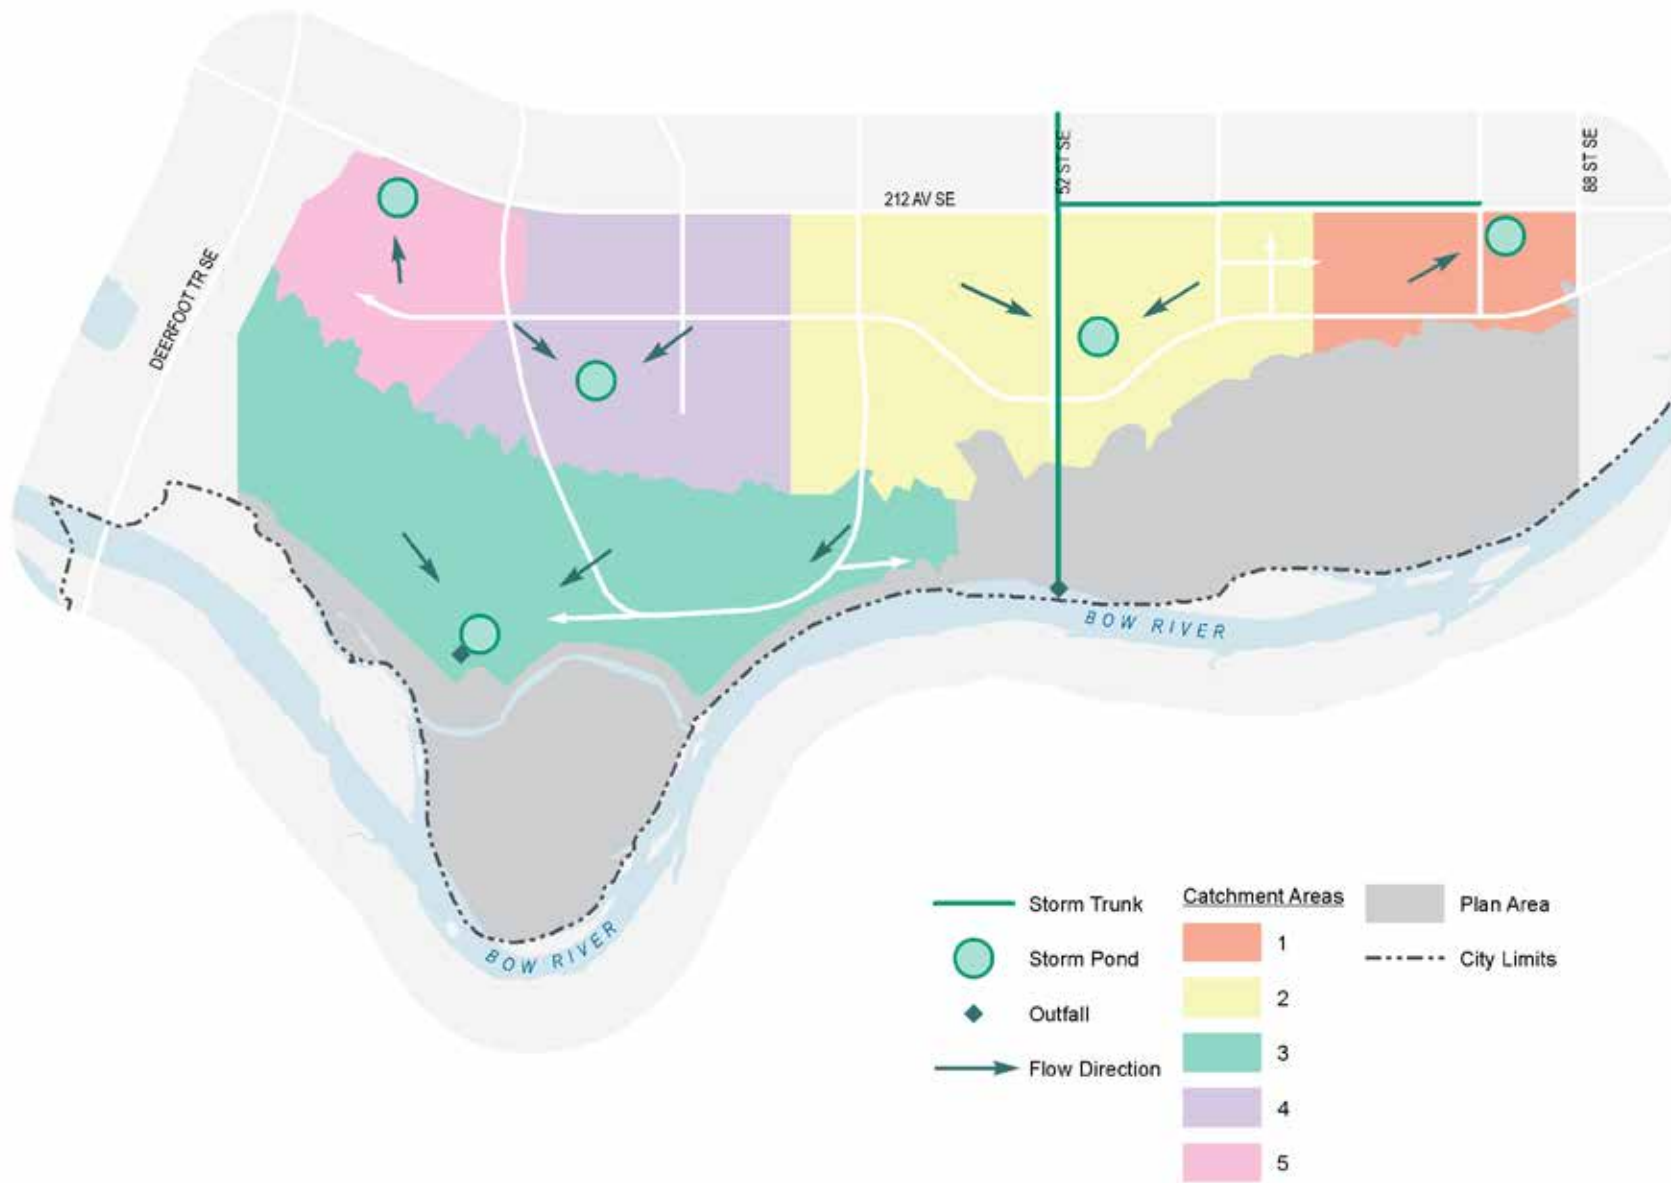 52 ST SE
88 ST SE
212 AV SE
DEERFOOT TR SE
BOW RIVER
BOW RIVER
Storm Trunk
Storm Pond
Outfall
Flow Direction
Catchment Areas
1
2
3
4
5
Plan Area
City Limits